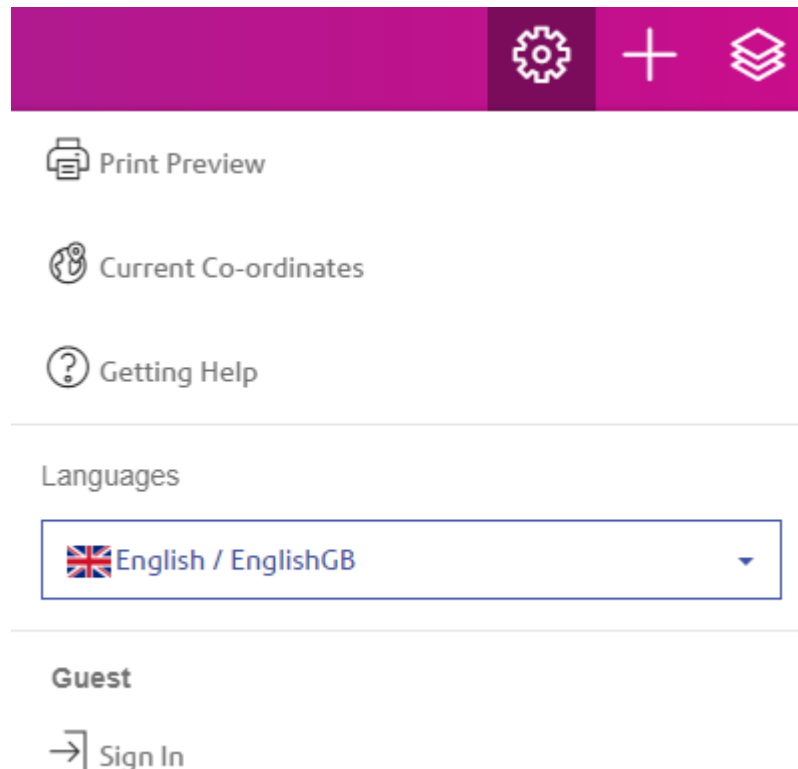 Print Preview
Current Co-ordinates
Getting Help
Languages
English / EnglishGB
Guest
Sign In